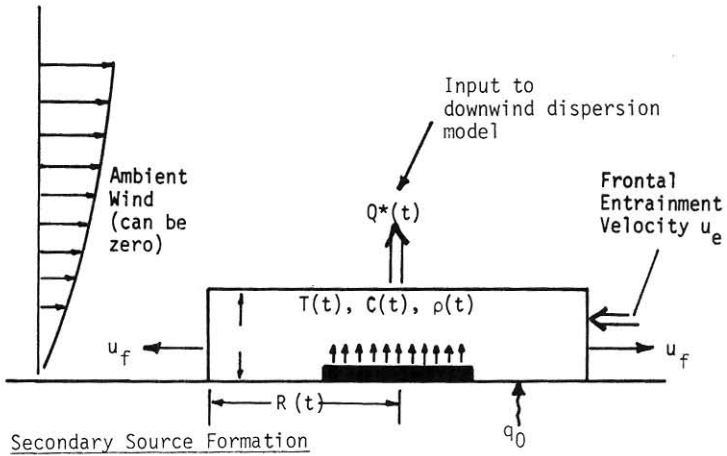 Input to
downwind dispersion
model
Ambient
Wind
(can be
zero)
Frontal
Entrainment
Velocity u_e
Q*(t)
T(t), C(t), ρ(t)
u_f
u_f
R(t)
q_0
Secondary Source Formation